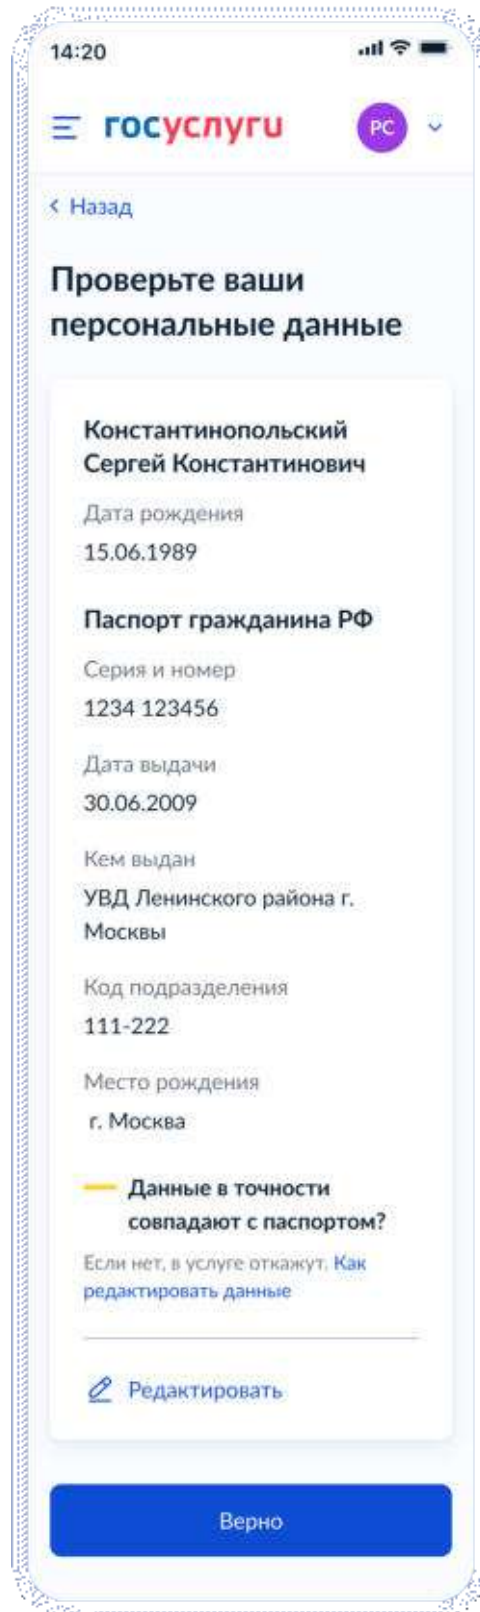 14:20
госуслуги
РС
Назад
Проверьте ваши
персональные данные
Константинопольский
Сергей Константинович
Дата рождения
15.06.1989
Паспорт гражданина РФ
Серия и номер
1234 123456
Дата выдачи
30.06.2009
Кем выдан
УВД Ленинского района г.
Москвы
Код подразделения
111-222
Место рождения
г. Москва
Данные в точности
совпадают с паспортом?
Если нет, в услуге откажут. Как
редактировать данные
Редактировать
Верно